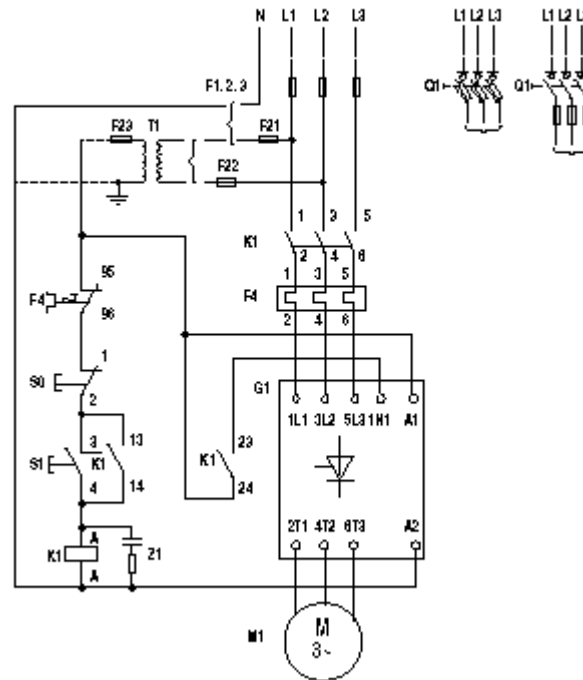 N L1 L2 L3
L1 L2 L3
L1 L2
F1.2.3
Q1
Q1
F23 T1 F21
F22
1 3 5
K1
2 4 6
1 3 5
F4
2 4 6
95
F4
96
1
S0
2
G1
1L1 3L2 5L3 1N1 A1
3 13
K1
S1
4 14
23
K1
24
2T1 4T2 6T3 A2
A
K1
A
Z1
M1
M
3~